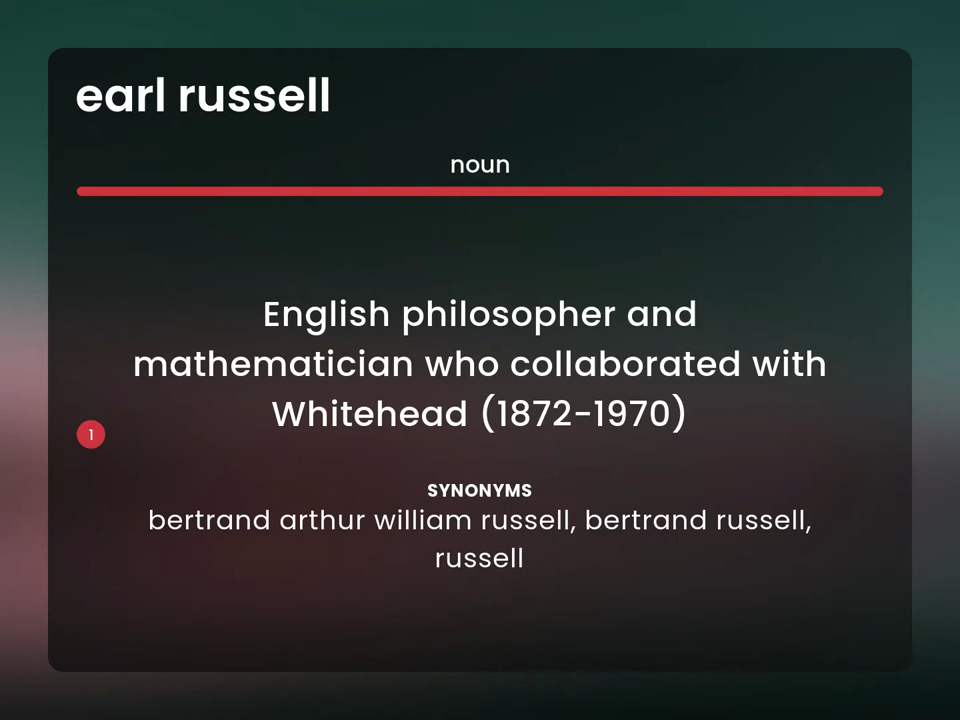 earl russell
noun
English philosopher and
mathematician who collaborated with
Whitehead (1872-1970)
1
SYNONYMS
bertrand arthur william russell, bertrand russell,
russell